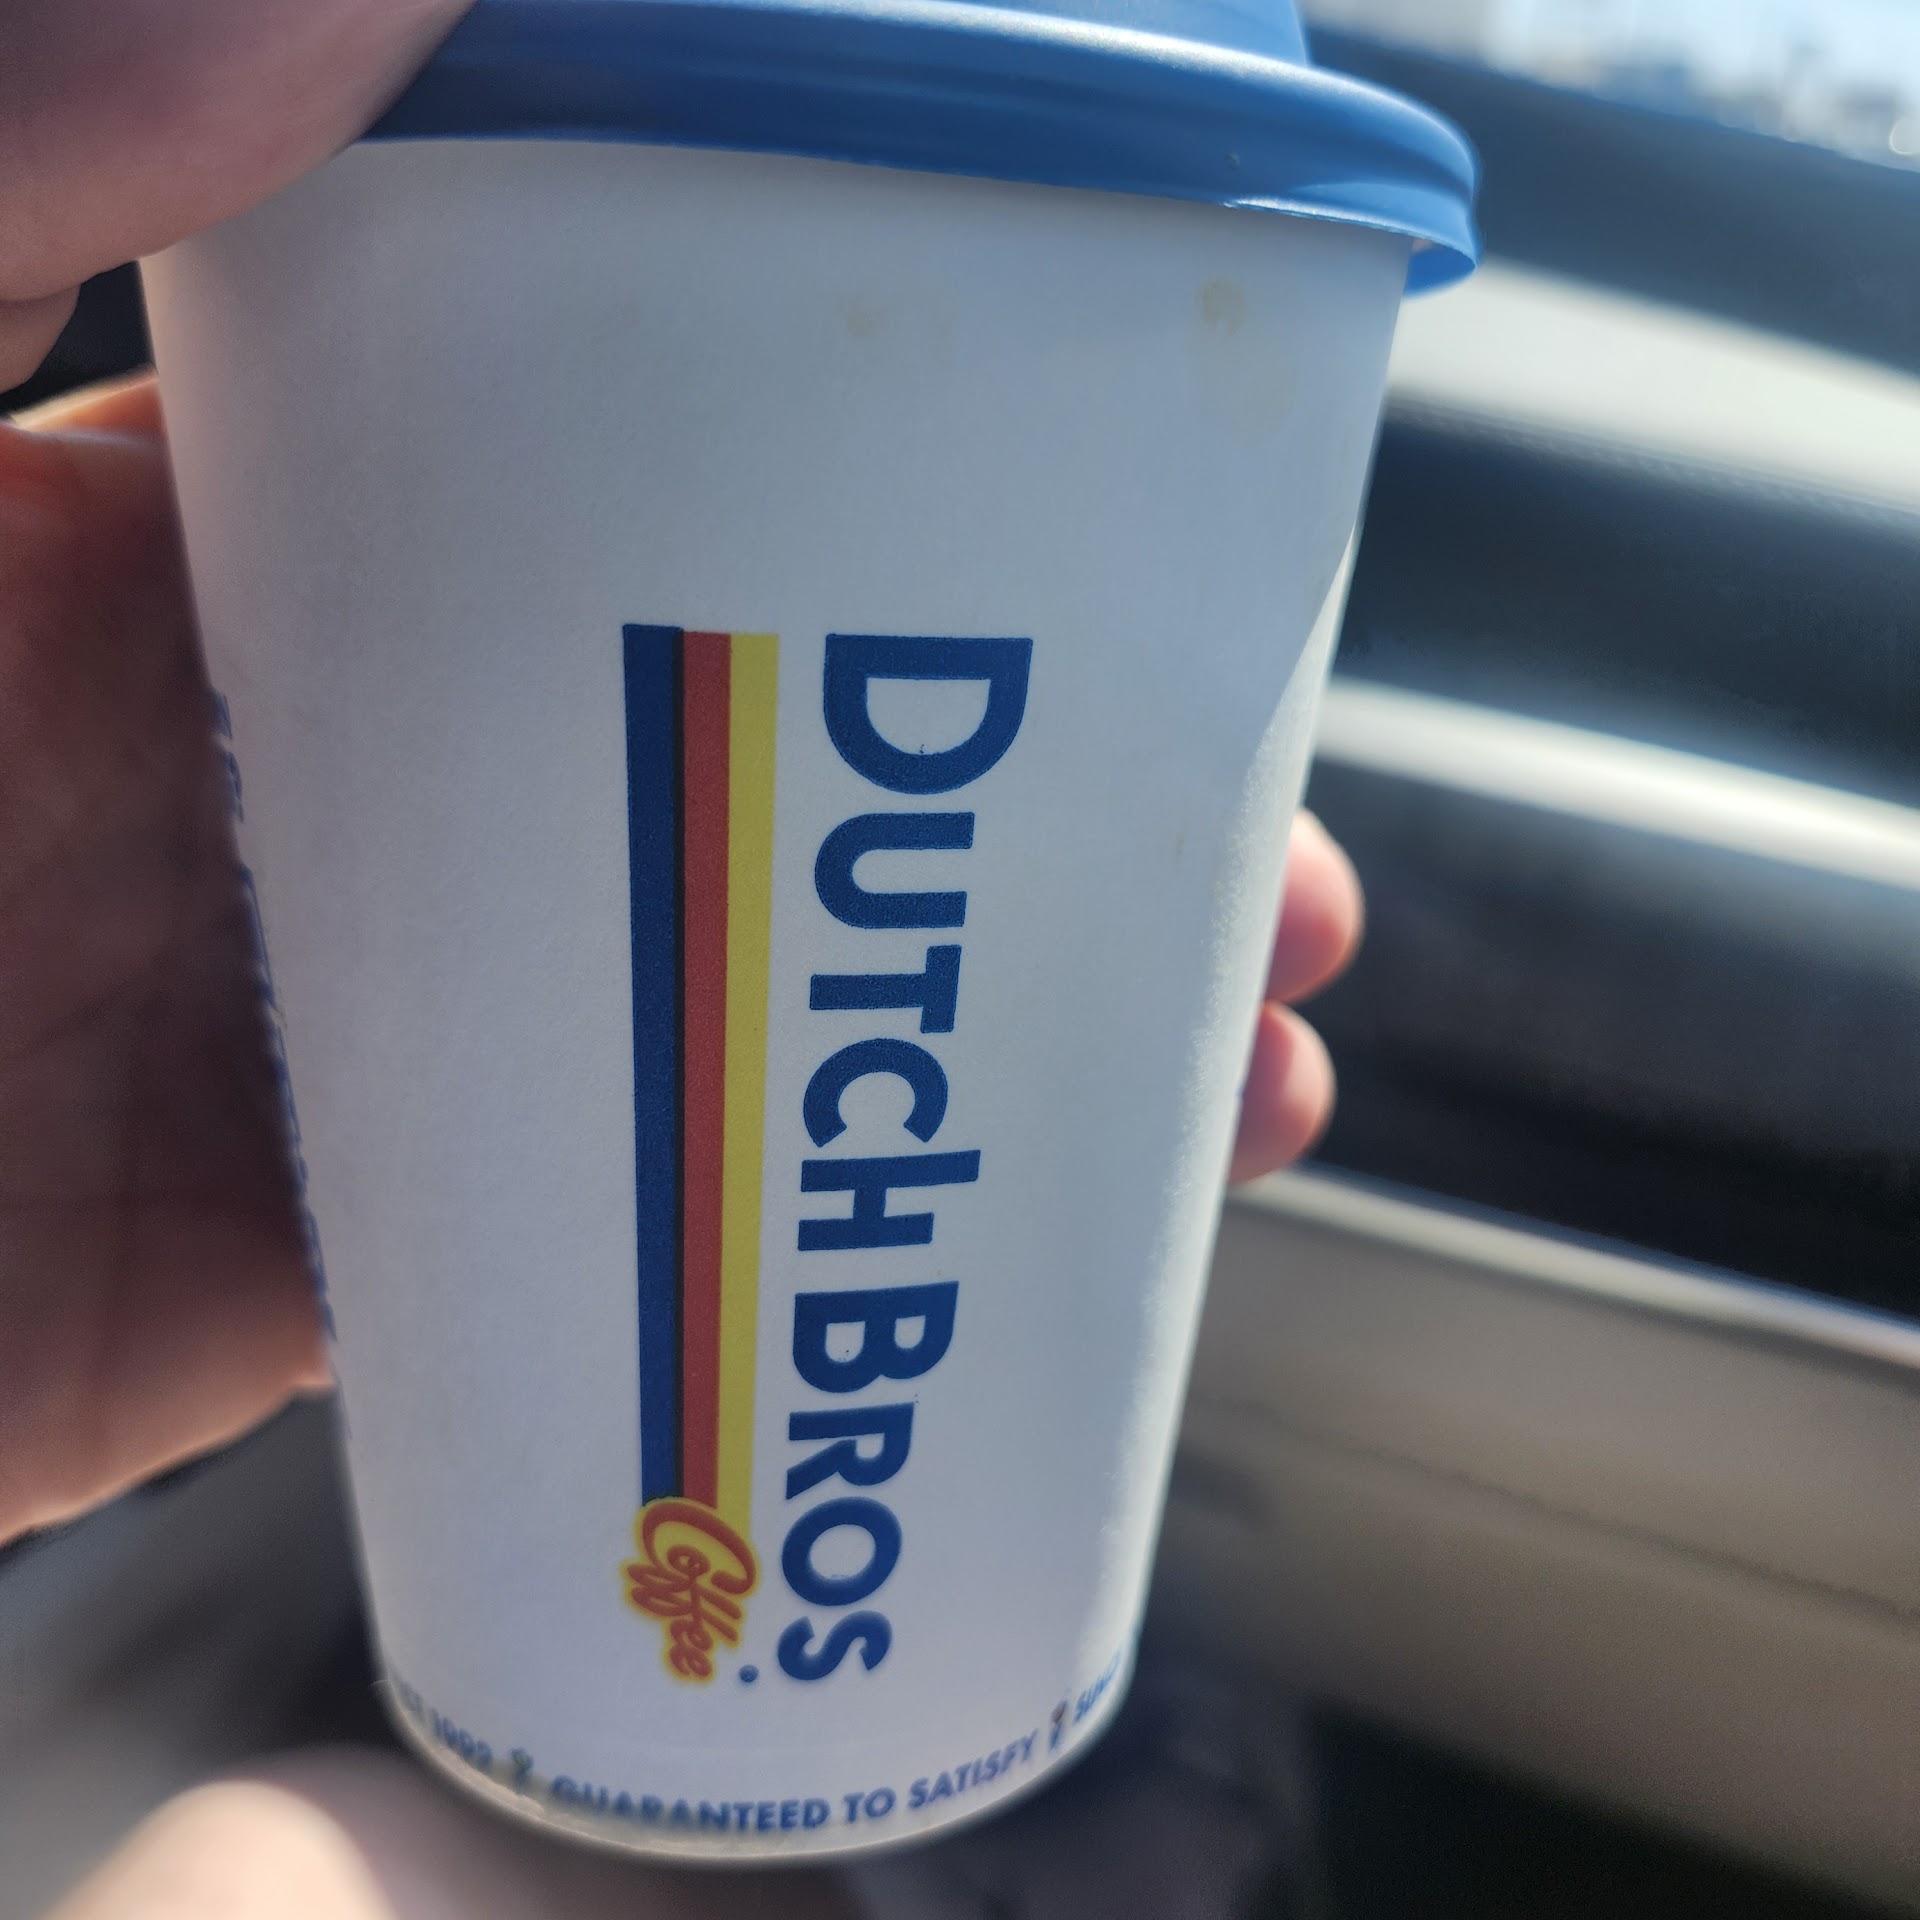 DUTCH BROS
Coffee
GUARANTEED TO SATISFY